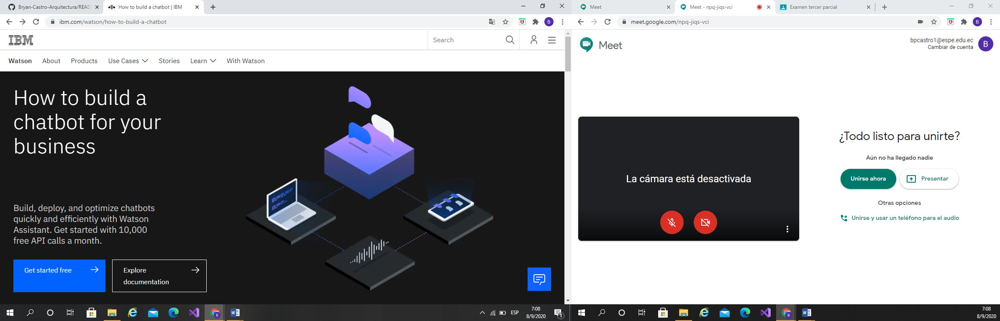 Bryan-Castro-Arquitectura/READ
How to build a chatbot | IBM
ibm.com/watson/how-to-build-a-chatbot
B
IBM
Search
Watson
About
Products
Use Cases
Stories
Learn
With Watson
How to build a
chatbot for your
business
Build, deploy, and optimize chatbots
quickly and efficiently with Watson
Assistant. Get started with 10,000
free API calls a month.
Get started free
Explore
documentation
ESP
7:08
8/9/2020
1
Meet
Meet - npq-jiqs-vci
Examen tercer parcial
meet.google.com/npq-jiqs-vci
B
Meet
bpcastro1@espe.edu.ec
Cambiar de cuenta
B
La cámara está desactivada
¿Todo listo para unirte?
Aún no ha llegado nadie
Unirse ahora
Presentar
Otras opciones
Unirse y usar un teléfono para el audio
7:08
8/9/2020